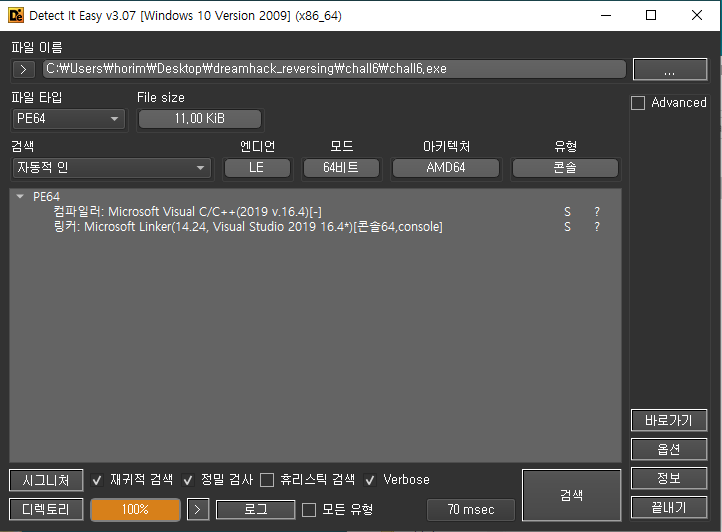 Detect It Easy v3.07 [Windows 10 Version 2009] (x86_64)
파일 이름
> C:₩Users₩horim₩Desktop₩dreamhack_reversing₩chall6₩chall6.exe ...
파일 타입 File size Advanced
PE64 11,00 KiB
검색 엔디언 모드 아키텍처 유형
자동적 인 LE 64비트 AMD64 콘솔
PE64
컴파일러: Microsoft Visual C/C++(2019 v.16.4)[-] S ?
링커: Microsoft Linker(14.24, Visual Studio 2019 16.4*)[콘솔64,console] S ?
바로가기
옵션
시그니처 재귀적 검색 정밀 검사 휴리스틱 검색 Verbose 검색 정보
디렉토리 100% > 로그 모든 유형 70 msec 끝내기